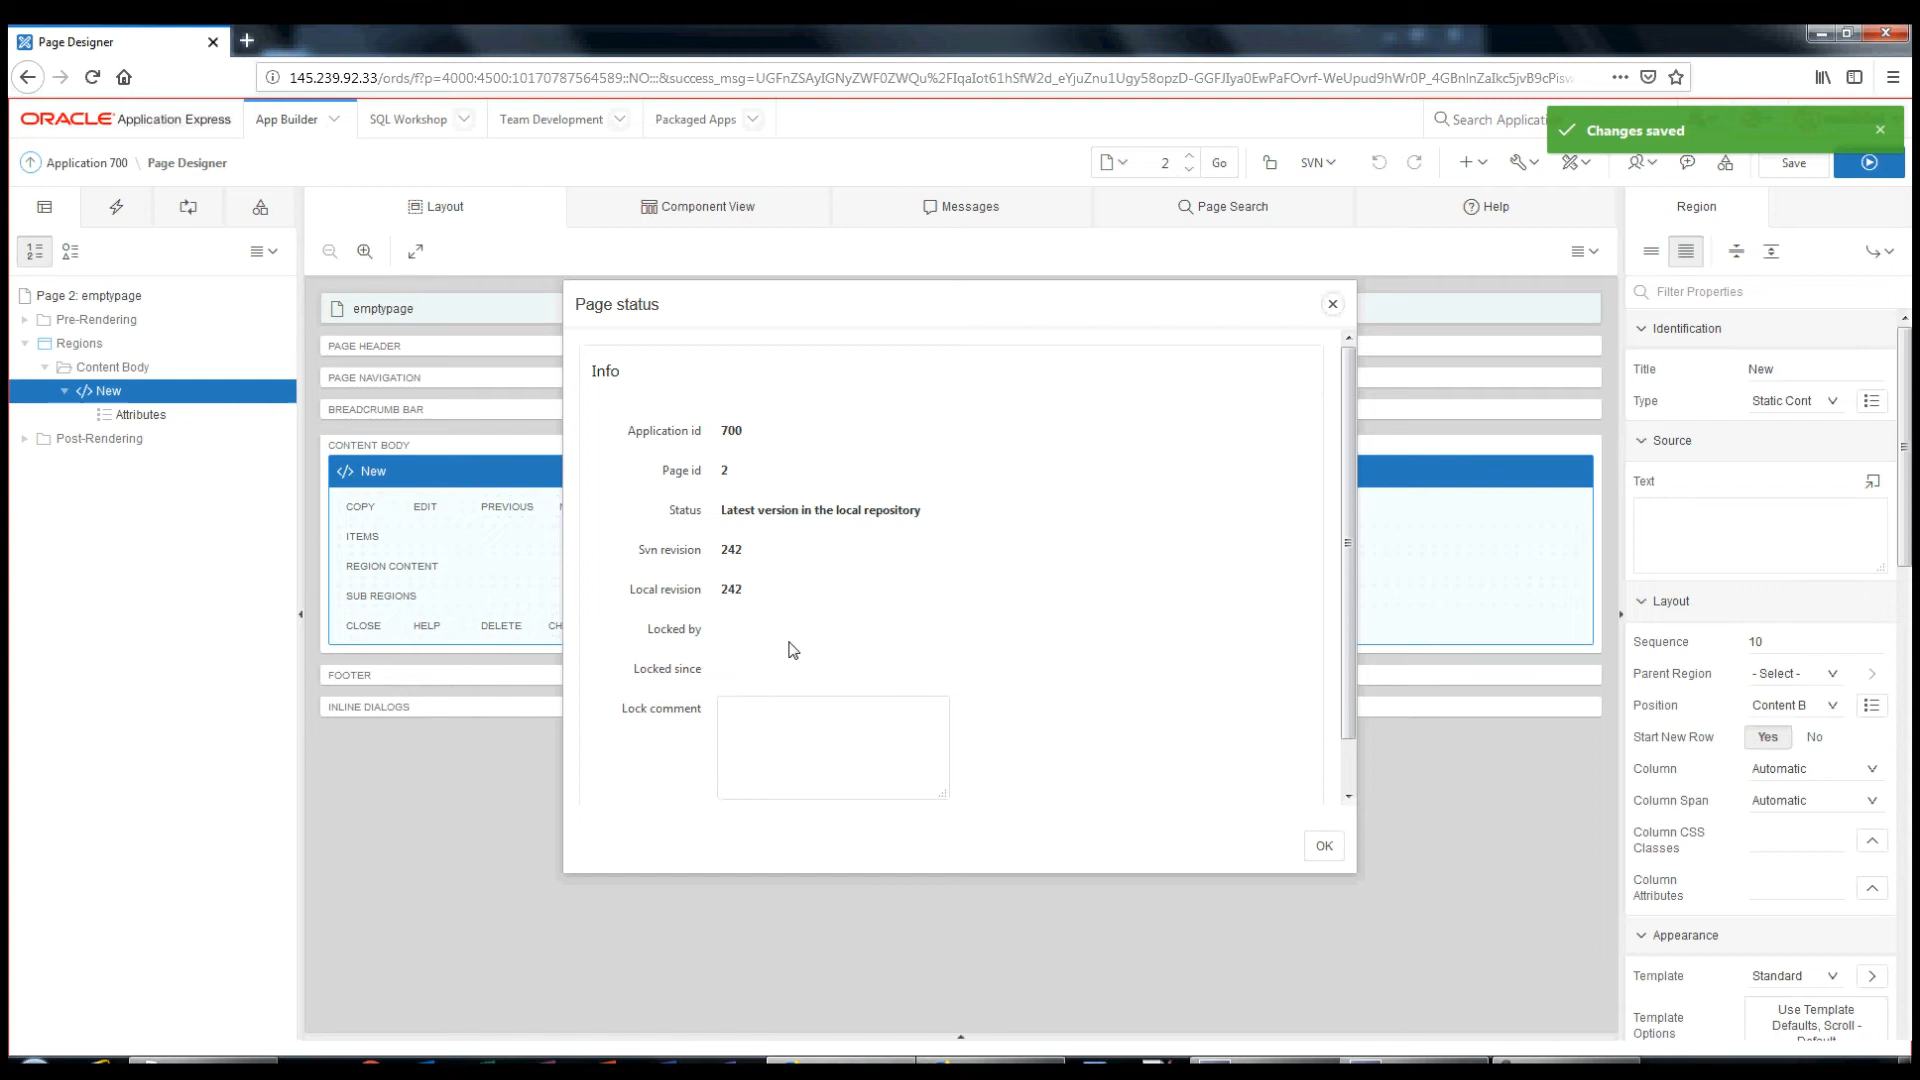 Page Designer
145.239.92.33/ords/f?p=4000:4500:10170787564589::NO:::&success_msg=
ORACLE Application Express
App Builder
SQL Workshop
Team Development
Packaged Apps
Search Applicati
Changes saved
Application 700 \ Page Designer
2
Go
SVN
Save
Layout
Component View
Messages
Page Search
Help
Region
Page 2: emptypage
Pre-Rendering
Regions
Content Body
New
Attributes
Post-Rendering
emptypage
PAGE HEADER
PAGE NAVIGATION
BREADCRUMB BAR
CONTENT BODY
New
COPY EDIT PREVIOUS
ITEMS
REGION CONTENT
SUB REGIONS
CLOSE HELP DELETE CH
FOOTER
INLINE DIALOGS
Page status
Info
Application id 700
Page id 2
Status Latest version in the local repository
Svn revision 242
Local revision 242
Locked by
Locked since
Lock comment
OK
Filter Properties
Identification
Title New
Type Static Cont
Source
Text
Layout
Sequence 10
Parent Region - Select -
Position Content B
Start New Row Yes No
Column Automatic
Column Span Automatic
Column CSS
Classes
Column
Attributes
Appearance
Template Standard
Template
Options
Use Template
Defaults, Scroll -
Default